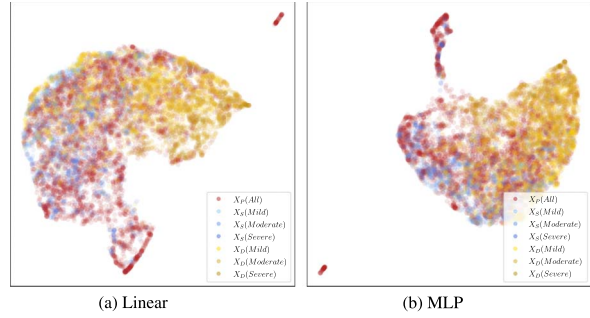 X_P(All)
X_S(Mild)
X_S(Moderate)
X_S(Severe)
X_D(Mild)
X_D(Moderate)
X_D(Severe)
(a) Linear
X_P(All)
X_S(Mild)
X_S(Moderate)
X_S(Severe)
X_D(Mild)
X_D(Moderate)
X_D(Severe)
(b) MLP